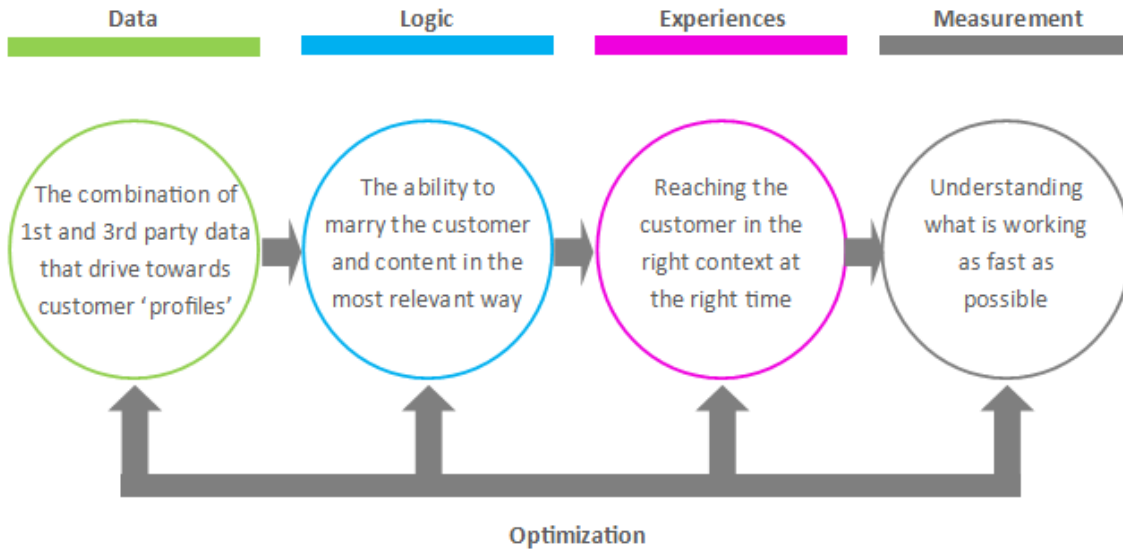 Data
Logic
Experiences
Measurement
The combination of
1st and 3rd party data
that drive towards
customer ‘profiles’
The ability to
marry the customer
and content in the
most relevant way
Reaching the
customer in the
right context at
the right time
Understanding
what is working
as fast as
possible
Optimization